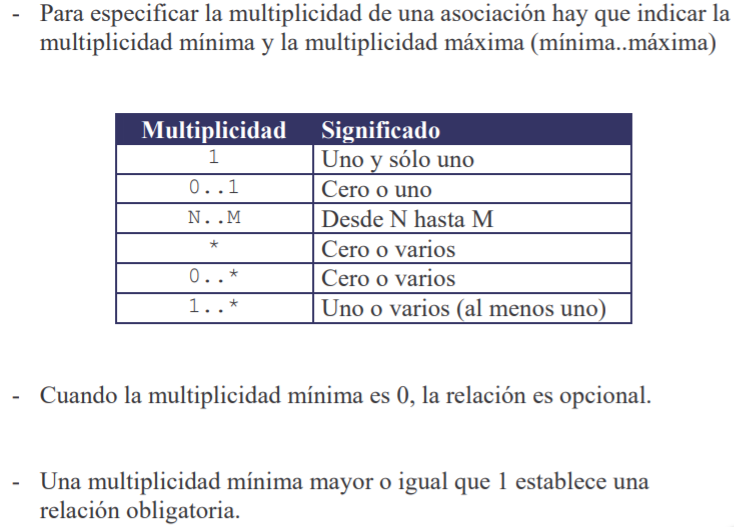 - Para especificar la multiplicidad de una asociación hay que indicar la
multiplicidad mínima y la multiplicidad máxima (mínima..máxima)
Multiplicidad Significado
1 Uno y sólo uno
0..1 Cero o uno
N..M Desde N hasta M
* Cero o varios
0..* Cero o varios
1..* Uno o varios (al menos uno)
- Cuando la multiplicidad mínima es 0, la relación es opcional.
- Una multiplicidad mínima mayor o igual que 1 establece una
relación obligatoria.